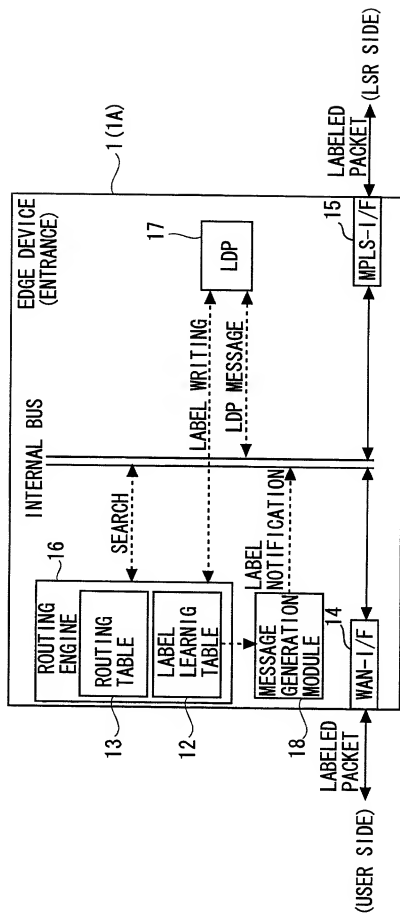 EDGE DEVICE
(ENTRANCE)
1 (1A)
INTERNAL BUS
16
ROUTING
ENGINE
ROUTING
TABLE
13
LABEL
LEARNIG
TABLE
12
SEARCH
LABEL WRITING
17
LDP
LDP MESSAGE
MESSAGE
GENERATION
MODULE
18
LABEL
NOTIFICATION
14
WAN-I/F
15
MPLS-I/F
LABELED
PACKET
(USER SIDE)
LABELED
PACKET
(LSR SIDE)